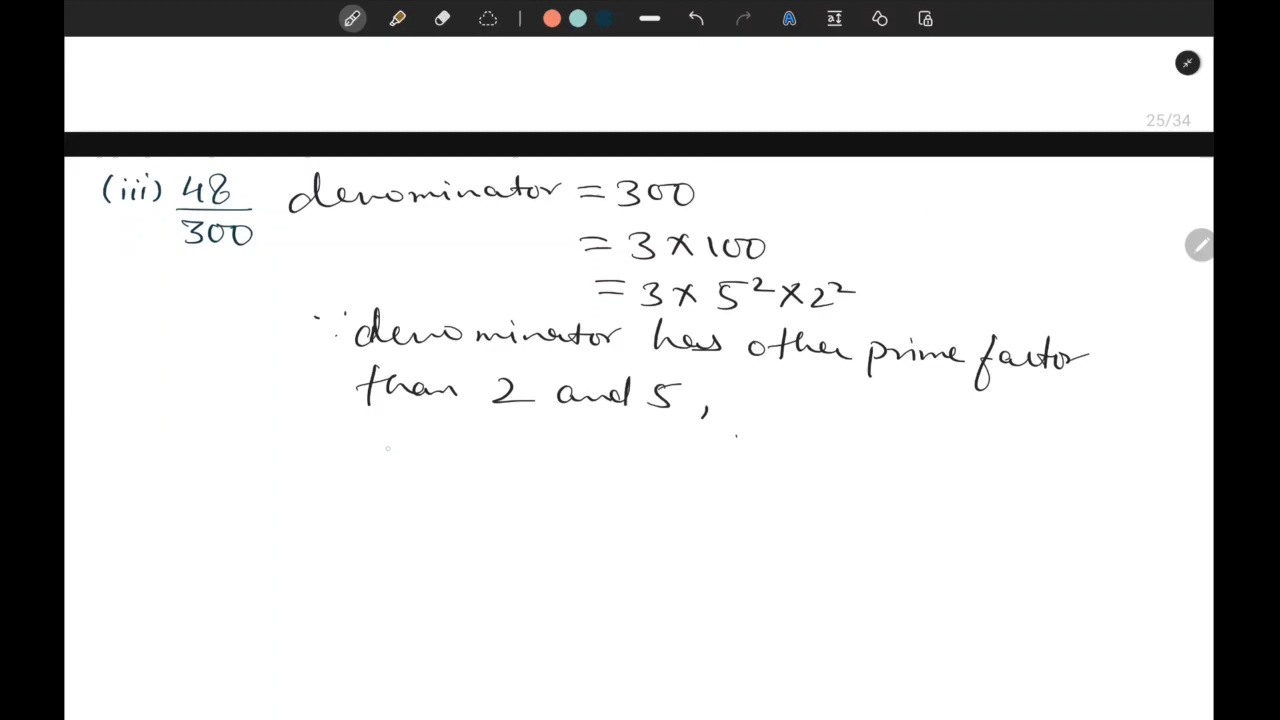 25/34
(iii) 48/300 denominator = 300
= 3 × 100
= 3 × 5² × 2²
∵ denominator has other prime factor
than 2 and 5,